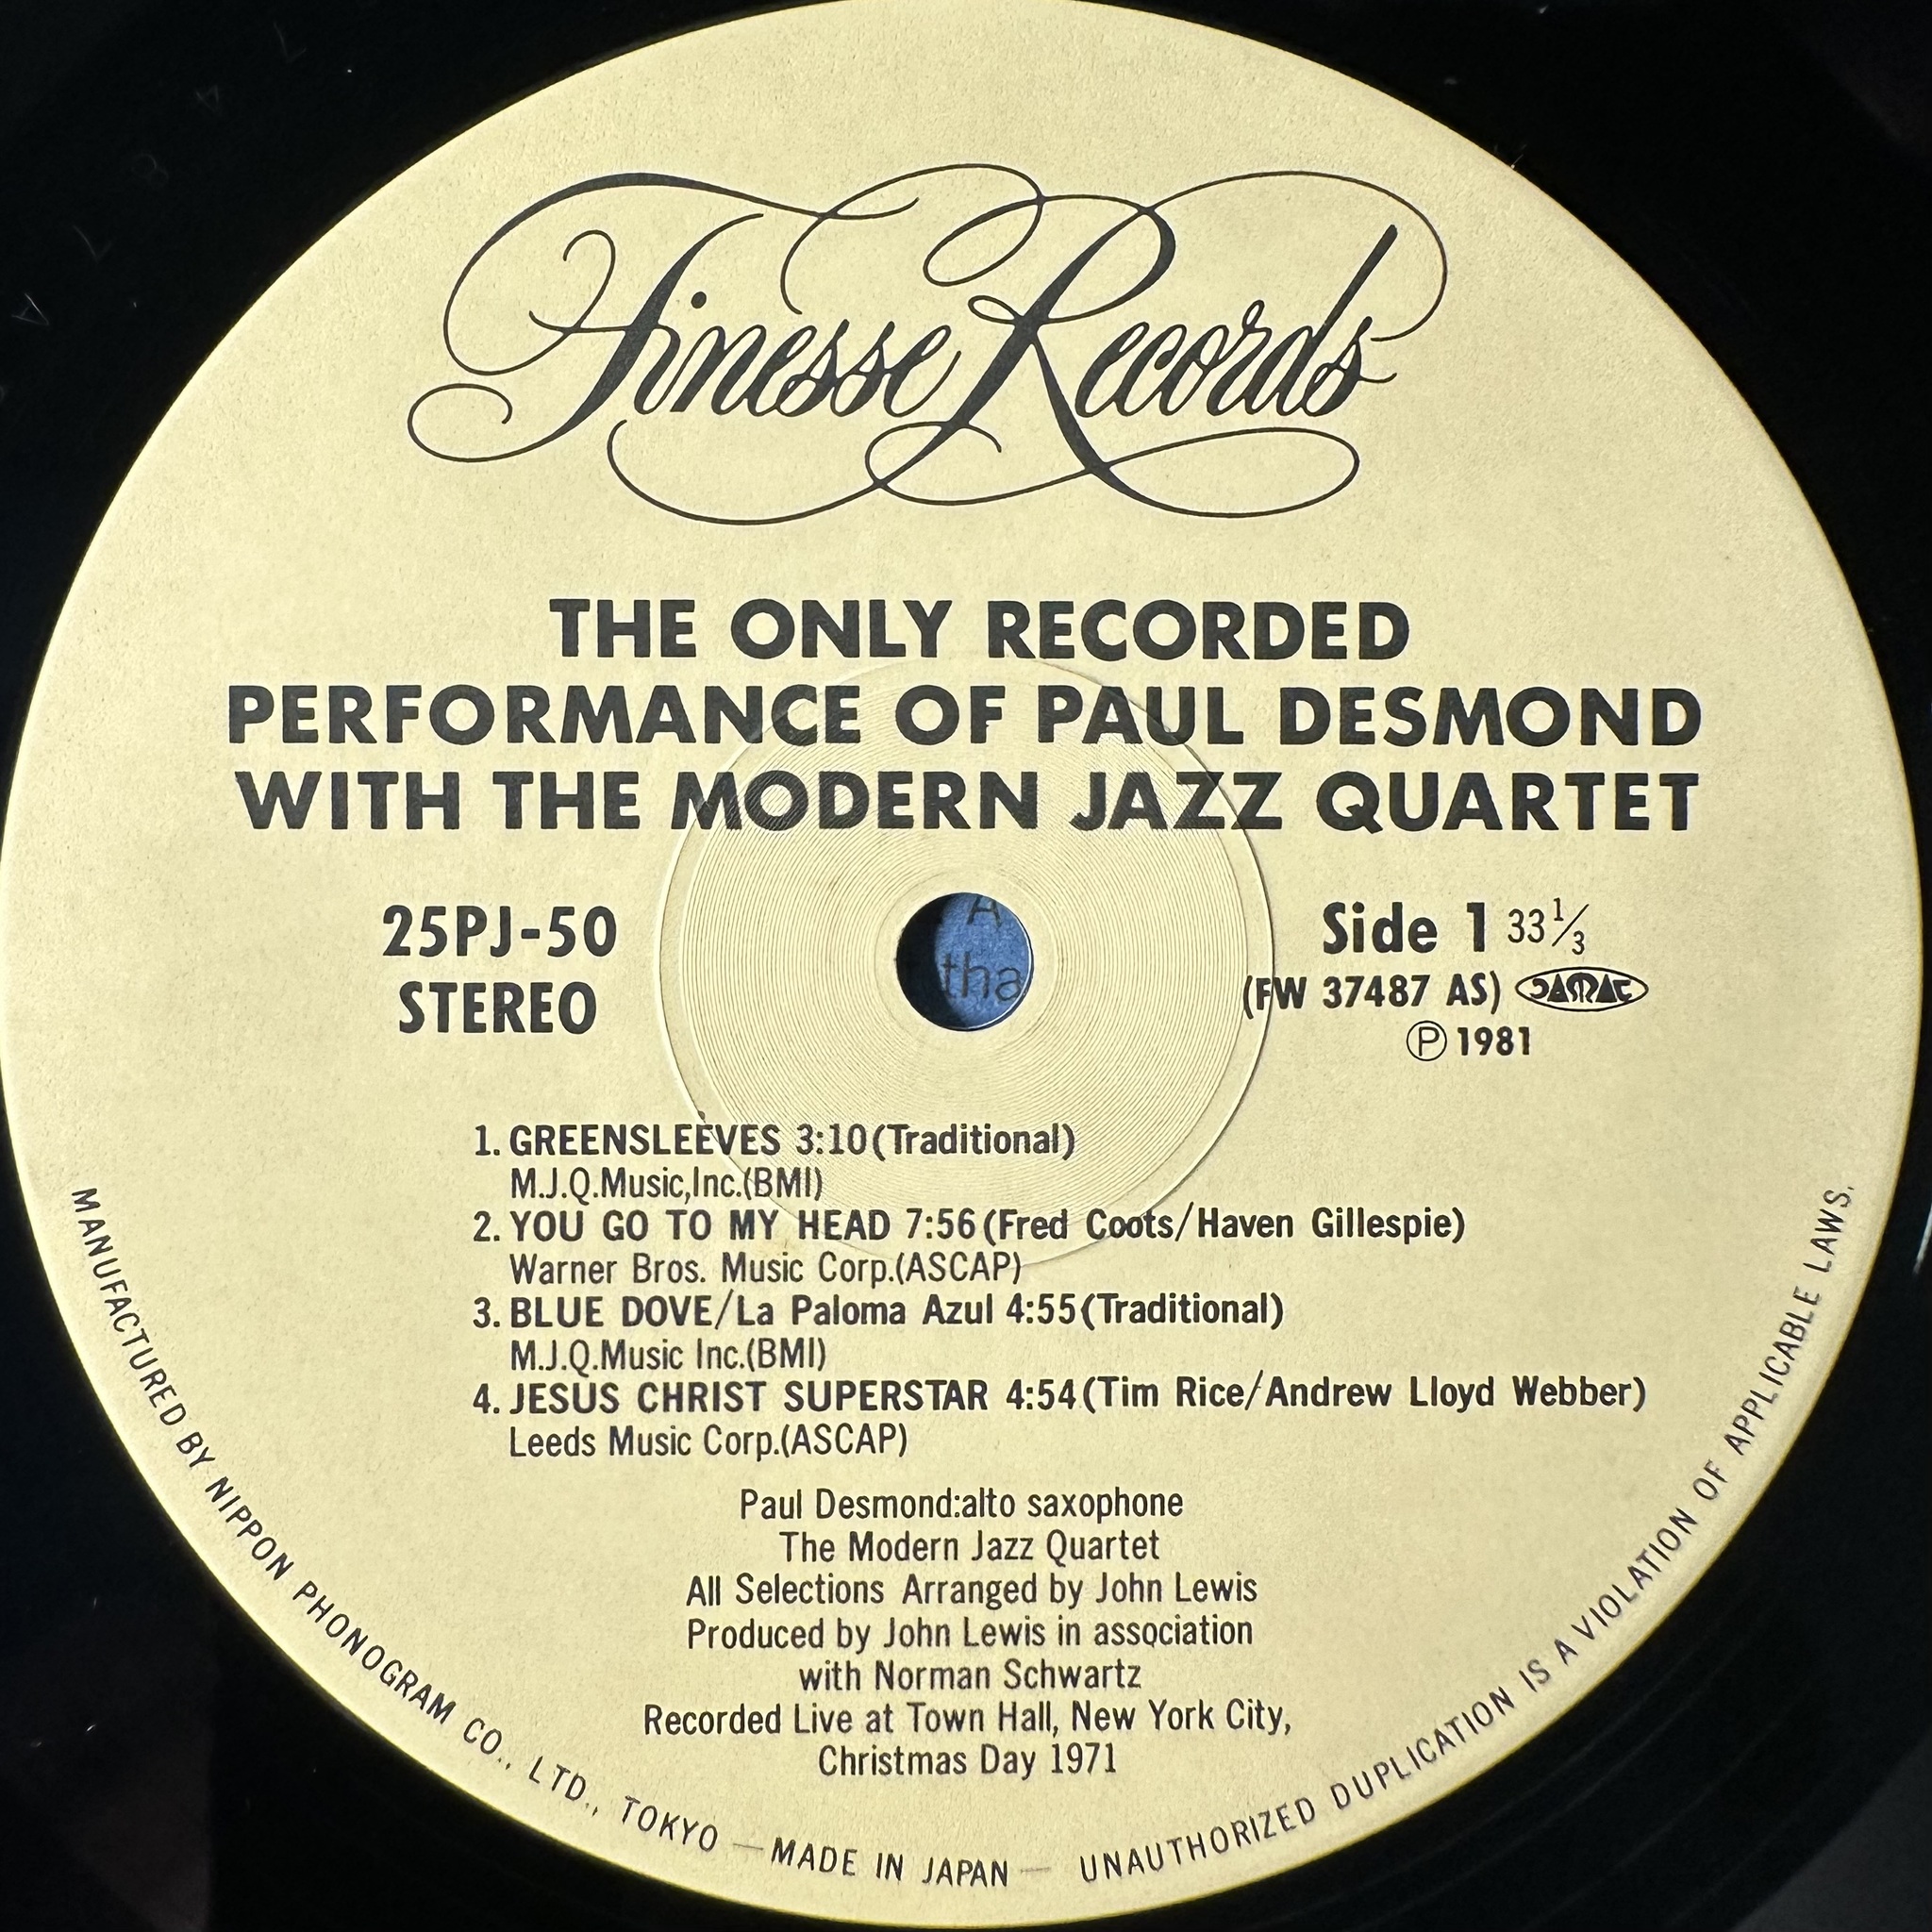 Finesse Records
THE ONLY RECORDED
PERFORMANCE OF PAUL DESMOND
WITH THE MODERN JAZZ QUARTET
25PJ-50
STEREO
Side 1 33 1/3
(FW 37487 AS)
Ⓟ 1981
A
tha
1. GREENSLEEVES 3:10 (Traditional)
M.J.Q.Music,Inc.(BMI)
2. YOU GO TO MY HEAD 7:56 (Fred Coots/Haven Gillespie)
Warner Bros. Music Corp.(ASCAP)
3. BLUE DOVE/La Paloma Azul 4:55 (Traditional)
M.J.Q.Music Inc.(BMI)
4. JESUS CHRIST SUPERSTAR 4:54 (Tim Rice/Andrew Lloyd Webber)
Leeds Music Corp.(ASCAP)
Paul Desmond:alto saxophone
The Modern Jazz Quartet
All Selections Arranged by John Lewis
Produced by John Lewis in association
with Norman Schwartz
Recorded Live at Town Hall, New York City,
Christmas Day 1971
MANUFACTURED BY NIPPON PHONOGRAM CO., LTD., TOKYO — MADE IN JAPAN — UNAUTHORIZED DUPLICATION IS A VIOLATION OF APPLICABLE LAWS.